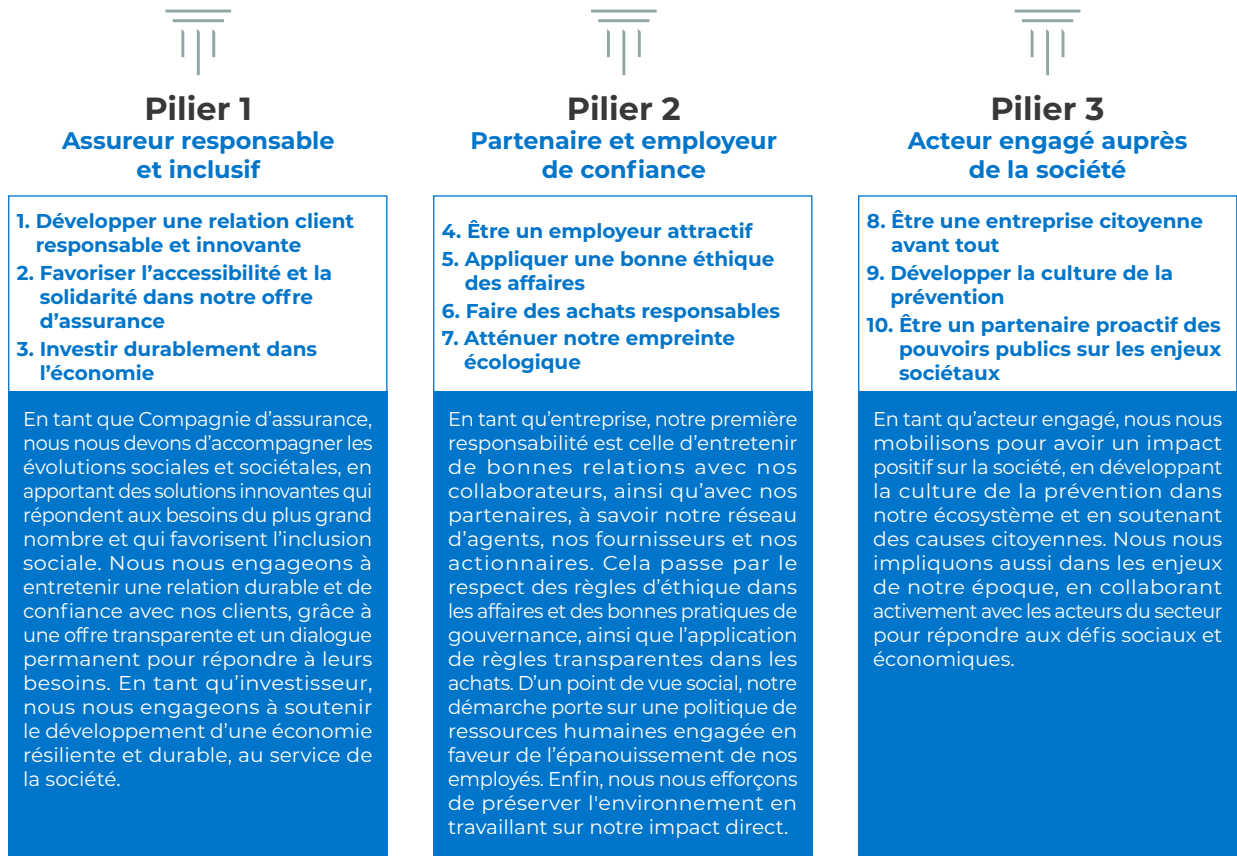 Pilier 1
Assureur responsable
et inclusif
1. Développer une relation client
responsable et innovante
2. Favoriser l’accessibilité et la
solidarité dans notre offre
d’assurance
3. Investir durablement dans
l’économie
En tant que Compagnie d’assurance,
nous nous devons d’accompagner les
évolutions sociales et sociétales, en
apportant des solutions innovantes qui
répondent aux besoins du plus grand
nombre et qui favorisent l’inclusion
sociale. Nous nous engageons à
entretenir une relation durable et de
confiance avec nos clients, grâce à
une offre transparente et un dialogue
permanent pour répondre à leurs
besoins. En tant qu’investisseur,
nous nous engageons à soutenir
le développement d’une économie
résiliente et durable, au service de
la société.
Pilier 2
Partenaire et employeur
de confiance
4. Être un employeur attractif
5. Appliquer une bonne éthique
des affaires
6. Faire des achats responsables
7. Atténuer notre empreinte
écologique
En tant qu’entreprise, notre première
responsabilité est celle d’entretenir
de bonnes relations avec nos
collaborateurs, ainsi qu’avec nos
partenaires, à savoir notre réseau
d’agents, nos fournisseurs et nos
actionnaires. Cela passe par le
respect des règles d’éthique dans
les affaires et des bonnes pratiques de
gouvernance, ainsi que l’application
de règles transparentes dans les
achats. D’un point de vue social, notre
démarche porte sur une politique de
ressources humaines engagée en
faveur de l’épanouissement de nos
employés. Enfin, nous nous efforçons
de préserver l'environnement en
travaillant sur notre impact direct.
Pilier 3
Acteur engagé auprès
de la société
8. Être une entreprise citoyenne
avant tout
9. Développer la culture de la
prévention
10. Être un partenaire proactif des
pouvoirs publics sur les enjeux
sociétaux
En tant qu’acteur engagé, nous nous
mobilisons pour avoir un impact
positif sur la société, en développant
la culture de la prévention dans
notre écosystème et en soutenant
des causes citoyennes. Nous nous
impliquons aussi dans les enjeux
de notre époque, en collaborant
activement avec les acteurs du secteur
pour répondre aux défis sociaux et
économiques.